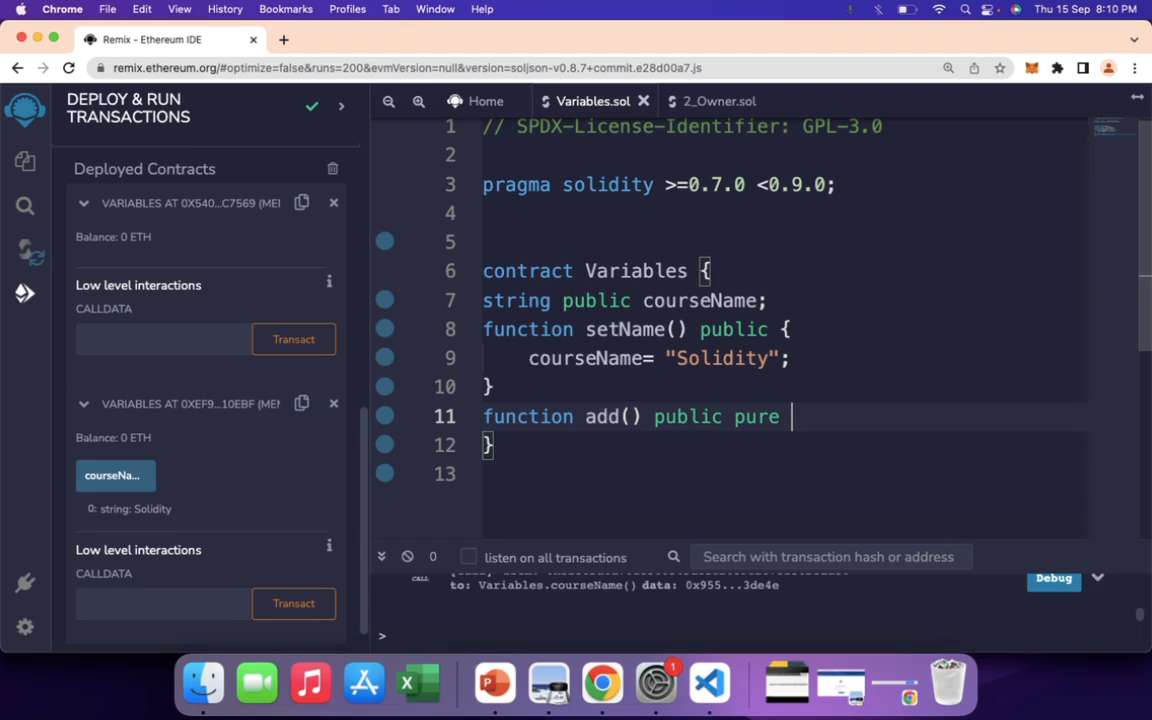 Chrome File Edit View History Bookmarks Profiles Tab Window Help Thu 15 Sep 8:10 PM
Remix - Ethereum IDE
remix.ethereum.org/#optimize=false&runs=200&evmVersion=null&version=soljson-v0.8.7+commit.e28d00a7.js
DEPLOY & RUN
TRANSACTIONS
Deployed Contracts
VARIABLES AT 0X540...C7569 (MEI
Balance: 0 ETH
Low level interactions
CALLDATA
Transact
VARIABLES AT 0XEF9...10EBF (MEI
Balance: 0 ETH
courseNa...
0: string: Solidity
Low level interactions
CALLDATA
Transact
Home Variables.sol 2_Owner.sol
1 // SPDX-License-Identifier: GPL-3.0
2
3 pragma solidity >=0.7.0 <0.9.0;
4
5
6 contract Variables {
7 string public courseName;
8 function setName() public {
9 courseName= "Solidity";
10 }
11 function add() public pure
12 }
13
0 listen on all transactions Search with transaction hash or address
CALL
to: Variables.courseName() data: 0x955...3de4e
Debug
>
1